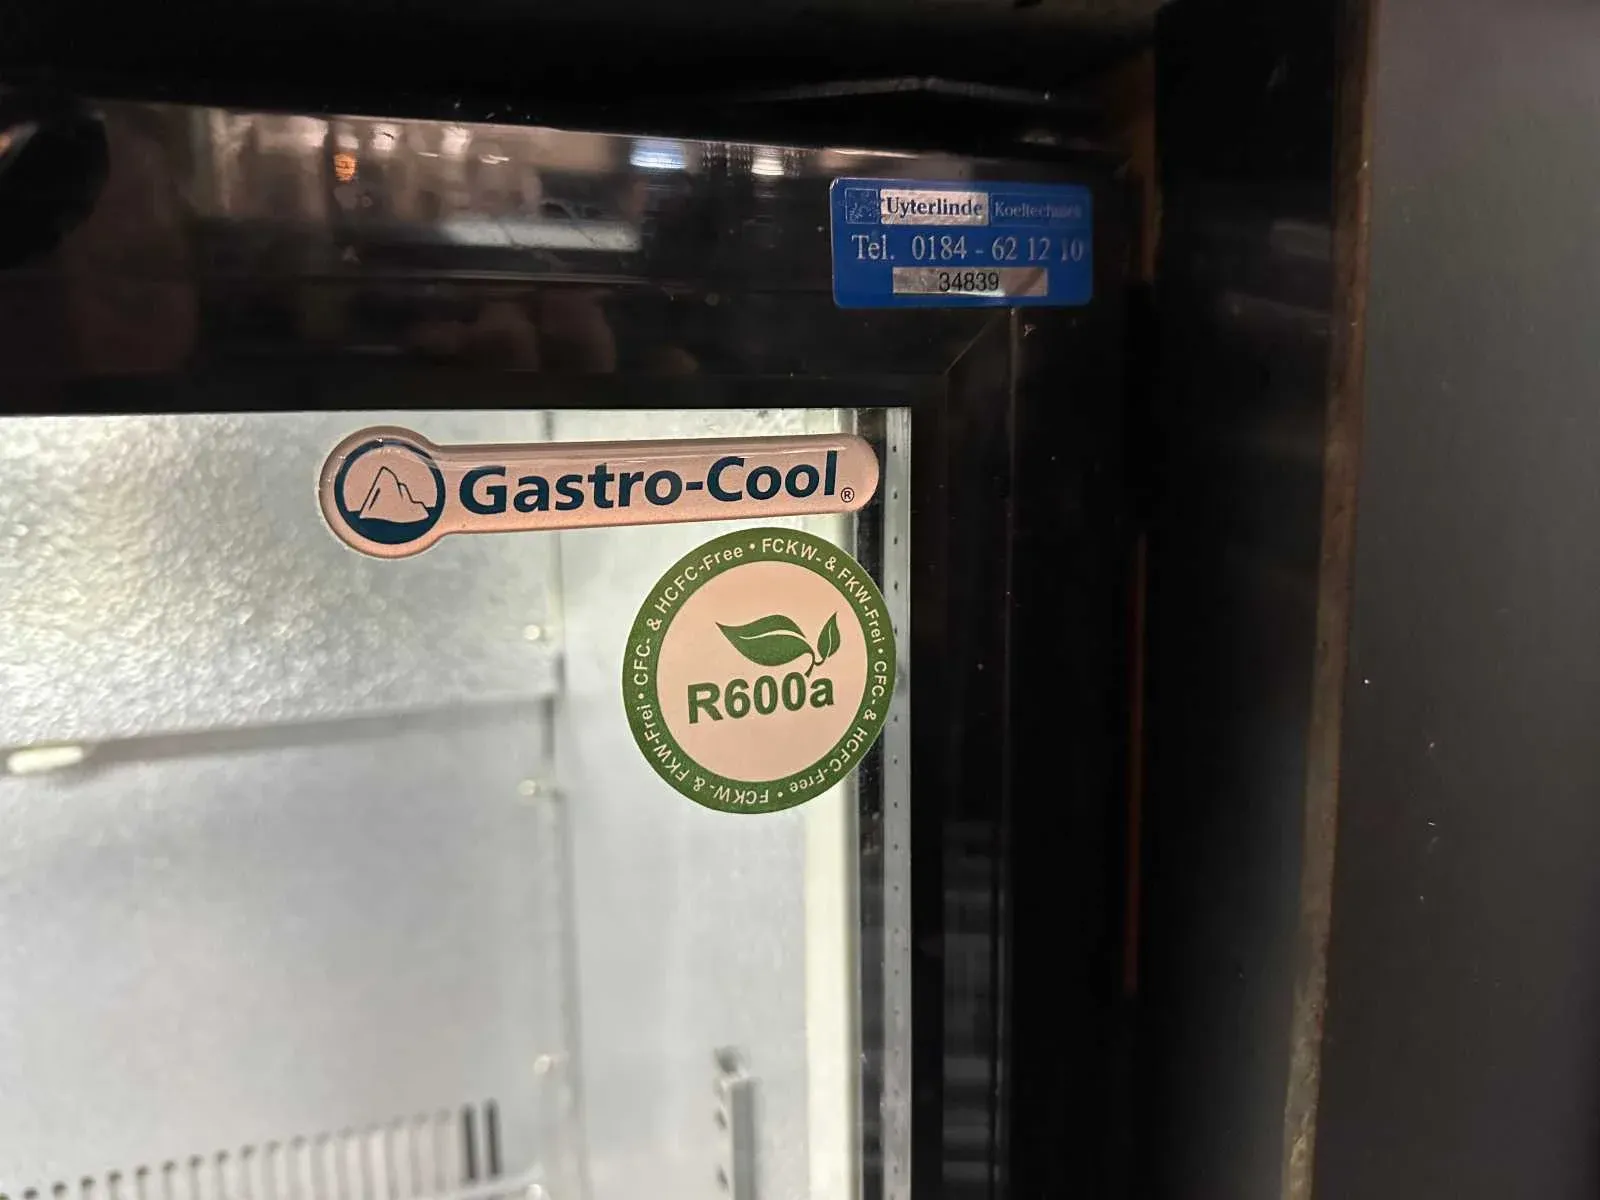 Uyterlinde Koeltechniek
Tel. 0184 - 62 12 10
34839
Gastro-Cool®
CFC- & HCFC-Free • FCKW- & FKW-Frei • CFC- & HCFC-Free • FCKW- & FKW-Frei •
R600a